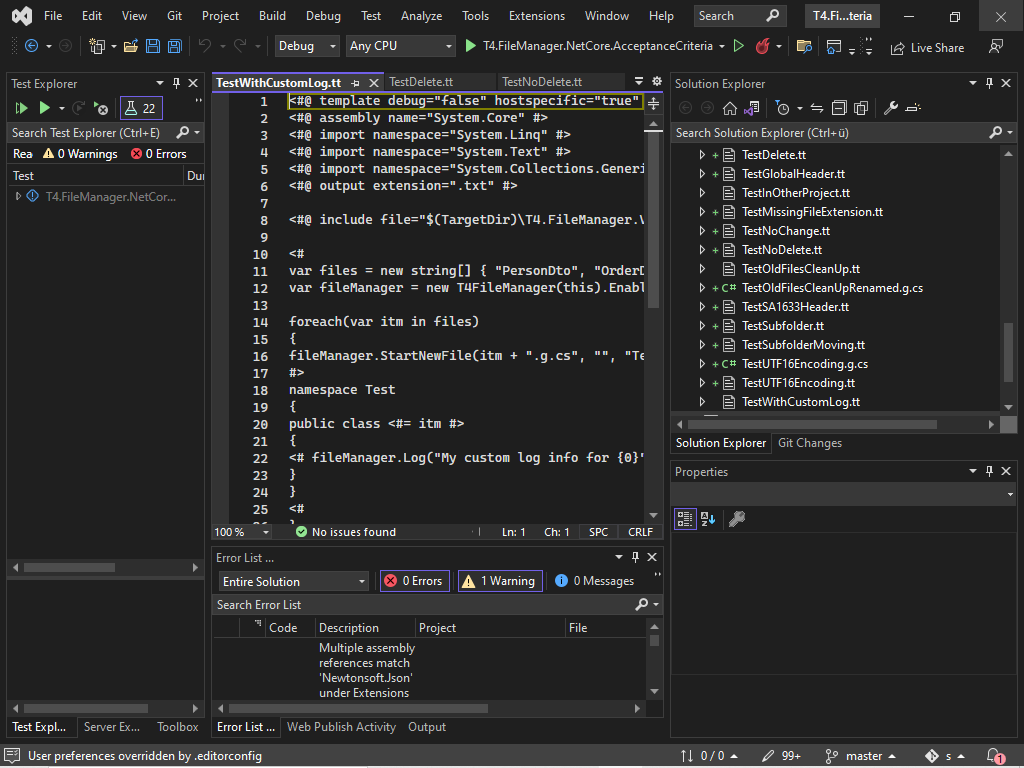 File Edit View Git Project Build Debug Test Analyze Tools Extensions Window Help Search T4.Fi...teria
Debug Any CPU T4.FileManager.NetCore.AcceptanceCriteria Live Share
Test Explorer
22
Search Test Explorer (Ctrl+E)
Rea 0 Warnings 0 Errors
Test Dur
T4.FileManager.NetCor...
Test Expl... Server Ex... Toolbox
TestWithCustomLog.tt TestDelete.tt TestNoDelete.tt
1 <#@ template debug="false" hostspecific="true"
2 <#@ assembly name="System.Core" #>
3 <#@ import namespace="System.Linq" #>
4 <#@ import namespace="System.Text" #>
5 <#@ import namespace="System.Collections.Generi
6 <#@ output extension=".txt" #>
7
8 <#@ include file="$(TargetDir)\T4.FileManager.V
9
10 <#
11 var files = new string[] { "PersonDto", "OrderD
12 var fileManager = new T4FileManager(this).Enabl
13
14 foreach(var itm in files)
15 {
16 fileManager.StartNewFile(itm + ".g.cs", "", "Te
17 #>
18 namespace Test
19 {
20 public class <#= itm #>
21 {
22 <# fileManager.Log("My custom log info for {0}"
23 }
24 }
25 <#
100 % No issues found Ln: 1 Ch: 1 SPC CRLF
Error List ...
Entire Solution 0 Errors 1 Warning 0 Messages
Search Error List
Code Description Project File
Multiple assembly
references match
'Newtonsoft.Json'
under Extensions
Error List ... Web Publish Activity Output
Solution Explorer
Search Solution Explorer (Ctrl+ü)
TestDelete.tt
TestGlobalHeader.tt
TestInOtherProject.tt
TestMissingFileExtension.tt
TestNoChange.tt
TestNoDelete.tt
TestOldFilesCleanUp.tt
C# TestOldFilesCleanUpRenamed.g.cs
TestSA1633Header.tt
TestSubfolder.tt
TestSubfolderMoving.tt
C# TestUTF16Encoding.g.cs
TestUTF16Encoding.tt
TestWithCustomLog.tt
Solution Explorer Git Changes
Properties
User preferences overridden by .editorconfig 0 / 0 99+ master s 1